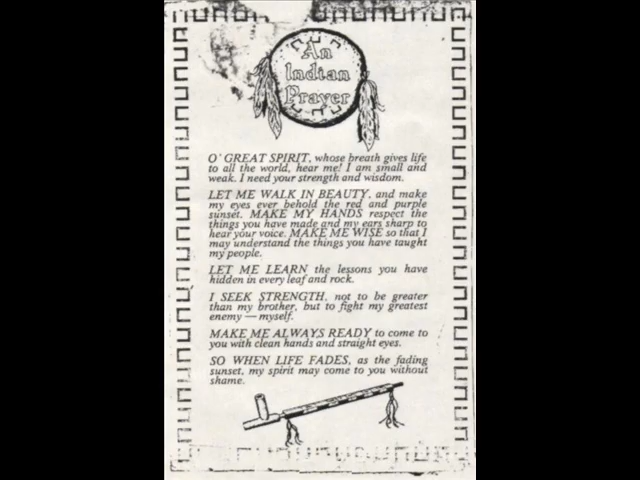 An
Indian
Prayer
O' GREAT SPIRIT, whose breath gives life
to all the world, hear me! I am small and
weak. I need your strength and wisdom.
LET ME WALK IN BEAUTY, and make
my eyes ever behold the red and purple
sunset. MAKE MY HANDS respect the
things you have made and my ears sharp to
hear your voice. MAKE ME WISE so that I
may understand the things you have taught
my people.
LET ME LEARN the lessons you have
hidden in every leaf and rock.
I SEEK STRENGTH, not to be greater
than my brother, but to fight my greatest
enemy — myself.
MAKE ME ALWAYS READY to come to
you with clean hands and straight eyes.
SO WHEN LIFE FADES, as the fading
sunset, my spirit may come to you without
shame.